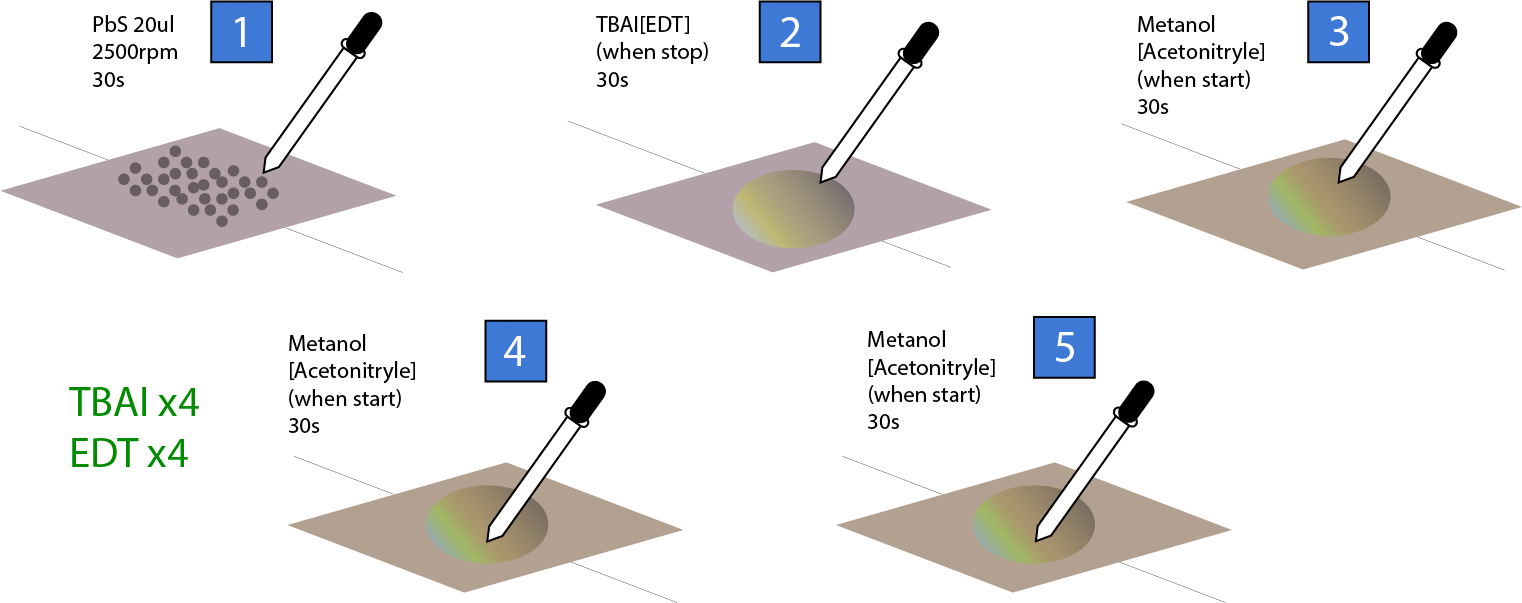 PbS 20ul
2500rpm
30s
1
TBAI[EDT]
(when stop)
30s
2
Metanol
[Acetonitryle]
(when start)
30s
3
Metanol
[Acetonitryle]
(when start)
30s
4
Metanol
[Acetonitryle]
(when start)
30s
5
TBAI x4
EDT x4